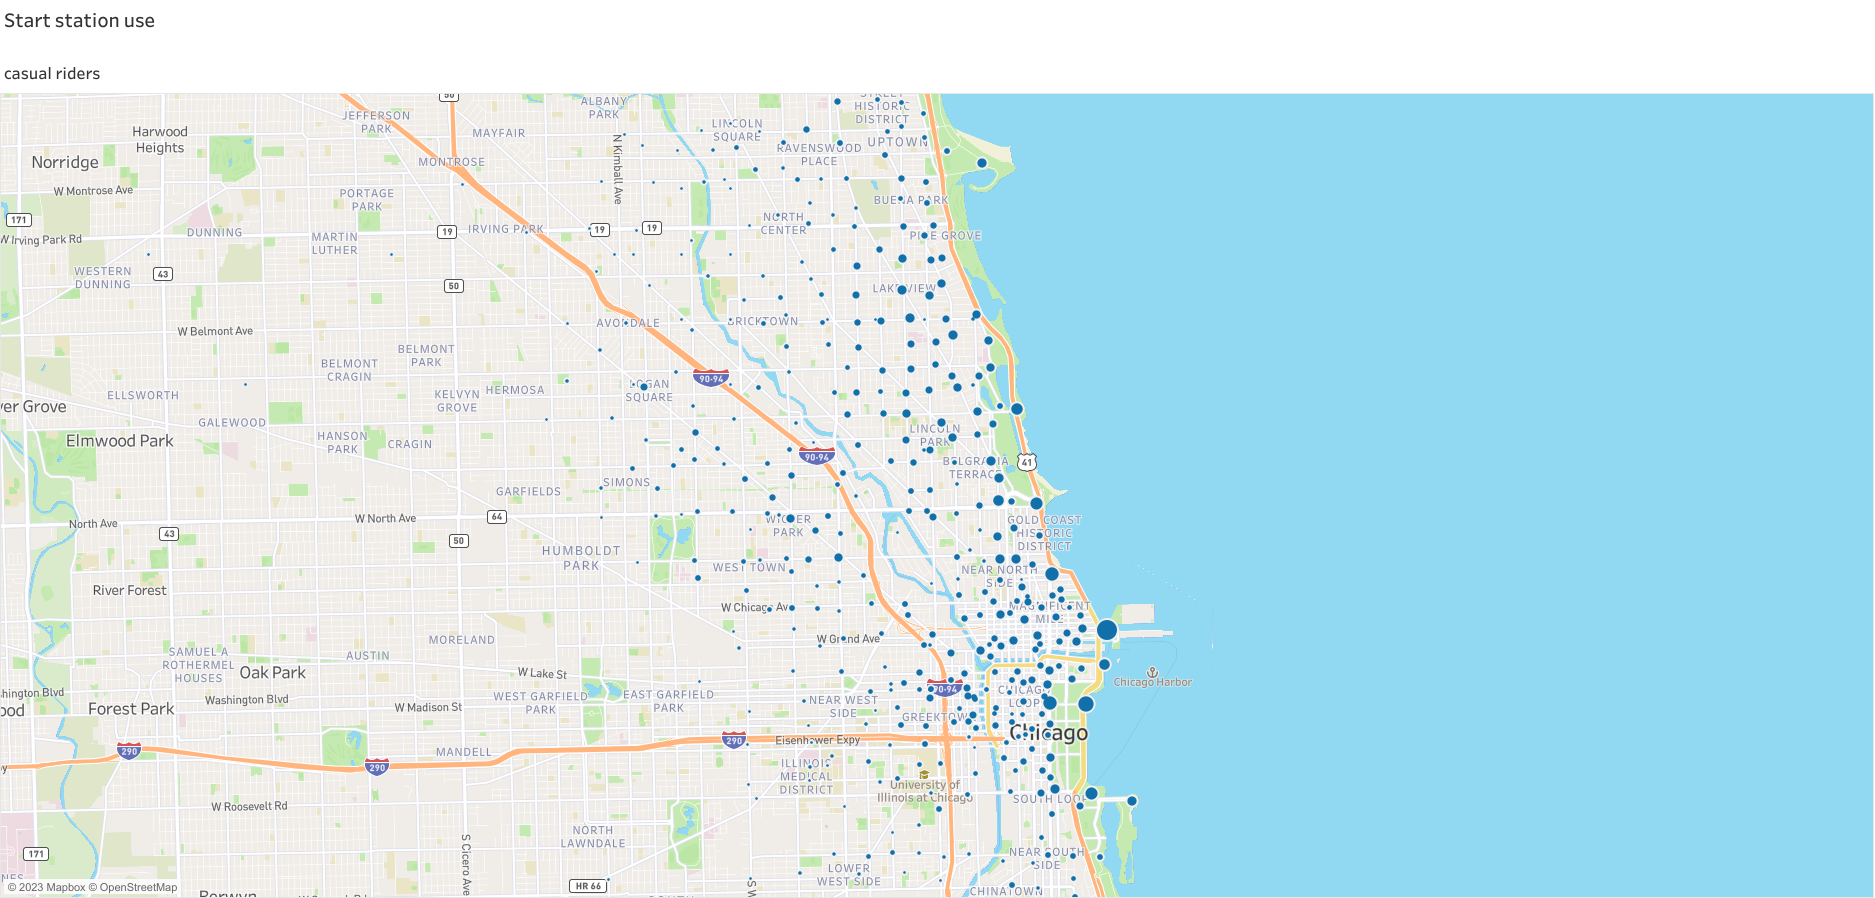 Start station use
casual riders
50
ALBANY
PARK
STREET
HISTORIC
DISTRICT
JEFFERSON
PARK
MAYFAIR
LINCOLN
SQUARE
Harwood
Heights
N Kimball Ave
RAVENSWOOD
PLACE
UPTOWN
Norridge
MONTROSE
W Montrose Ave
PORTAGE
PARK
BUENA PARK
171
NORTH
CENTER
W Irving Park Rd
DUNNING
MARTIN
LUTHER
19
IRVING PARK
19
19
PINE GROVE
WESTERN
DUNNING
43
50
LAKEVIEW
W Belmont Ave
AVONDALE
BRICKTOWN
BELMONT
CRAGIN
BELMONT
PARK
90-94
ELLSWORTH
KELVYN
GROVE
HERMOSA
LOGAN
SQUARE
ver Grove
GALEWOOD
HANSON
PARK
CRAGIN
Elmwood Park
LINCOLN
PARK
90-94
BELGRAVIA
TERRACE
41
GARFIELDS
SIMONS
North Ave
43
W North Ave
64
WICKER
PARK
GOLD COAST
HISTORIC
DISTRICT
50
HUMBOLDT
PARK
WEST TOWN
NEAR NORTH
SIDE
River Forest
W Chicago Av
MAGNIFICENT
MILE
MORELAND
W Grand Ave
SAMUEL A
ROTHERMEL
HOUSES
AUSTIN
Oak Park
W Lake St
Chicago Harbor
hington Blvd
Washington Blvd
WEST GARFIELD
PARK
EAST GARFIELD
PARK
90-94
CHICAGO
LOOP
ood
Forest Park
W Madison St
NEAR WEST
SIDE
GREEKTOWN
Chicago
290
MANDELL
290
Eisenhower Expy
y
290
ILLINOIS
MEDICAL
DISTRICT
University of
Illinois at Chicago
W Roosevelt Rd
SOUTH LOOP
NORTH
LAWNDALE
S Cicero Ave
171
NEAR SOUTH
SIDE
LOWER
WEST SIDE
NES
© 2023 Mapbox © OpenStreetMap
Berwyn
HR 66
S W
CHINATOWN